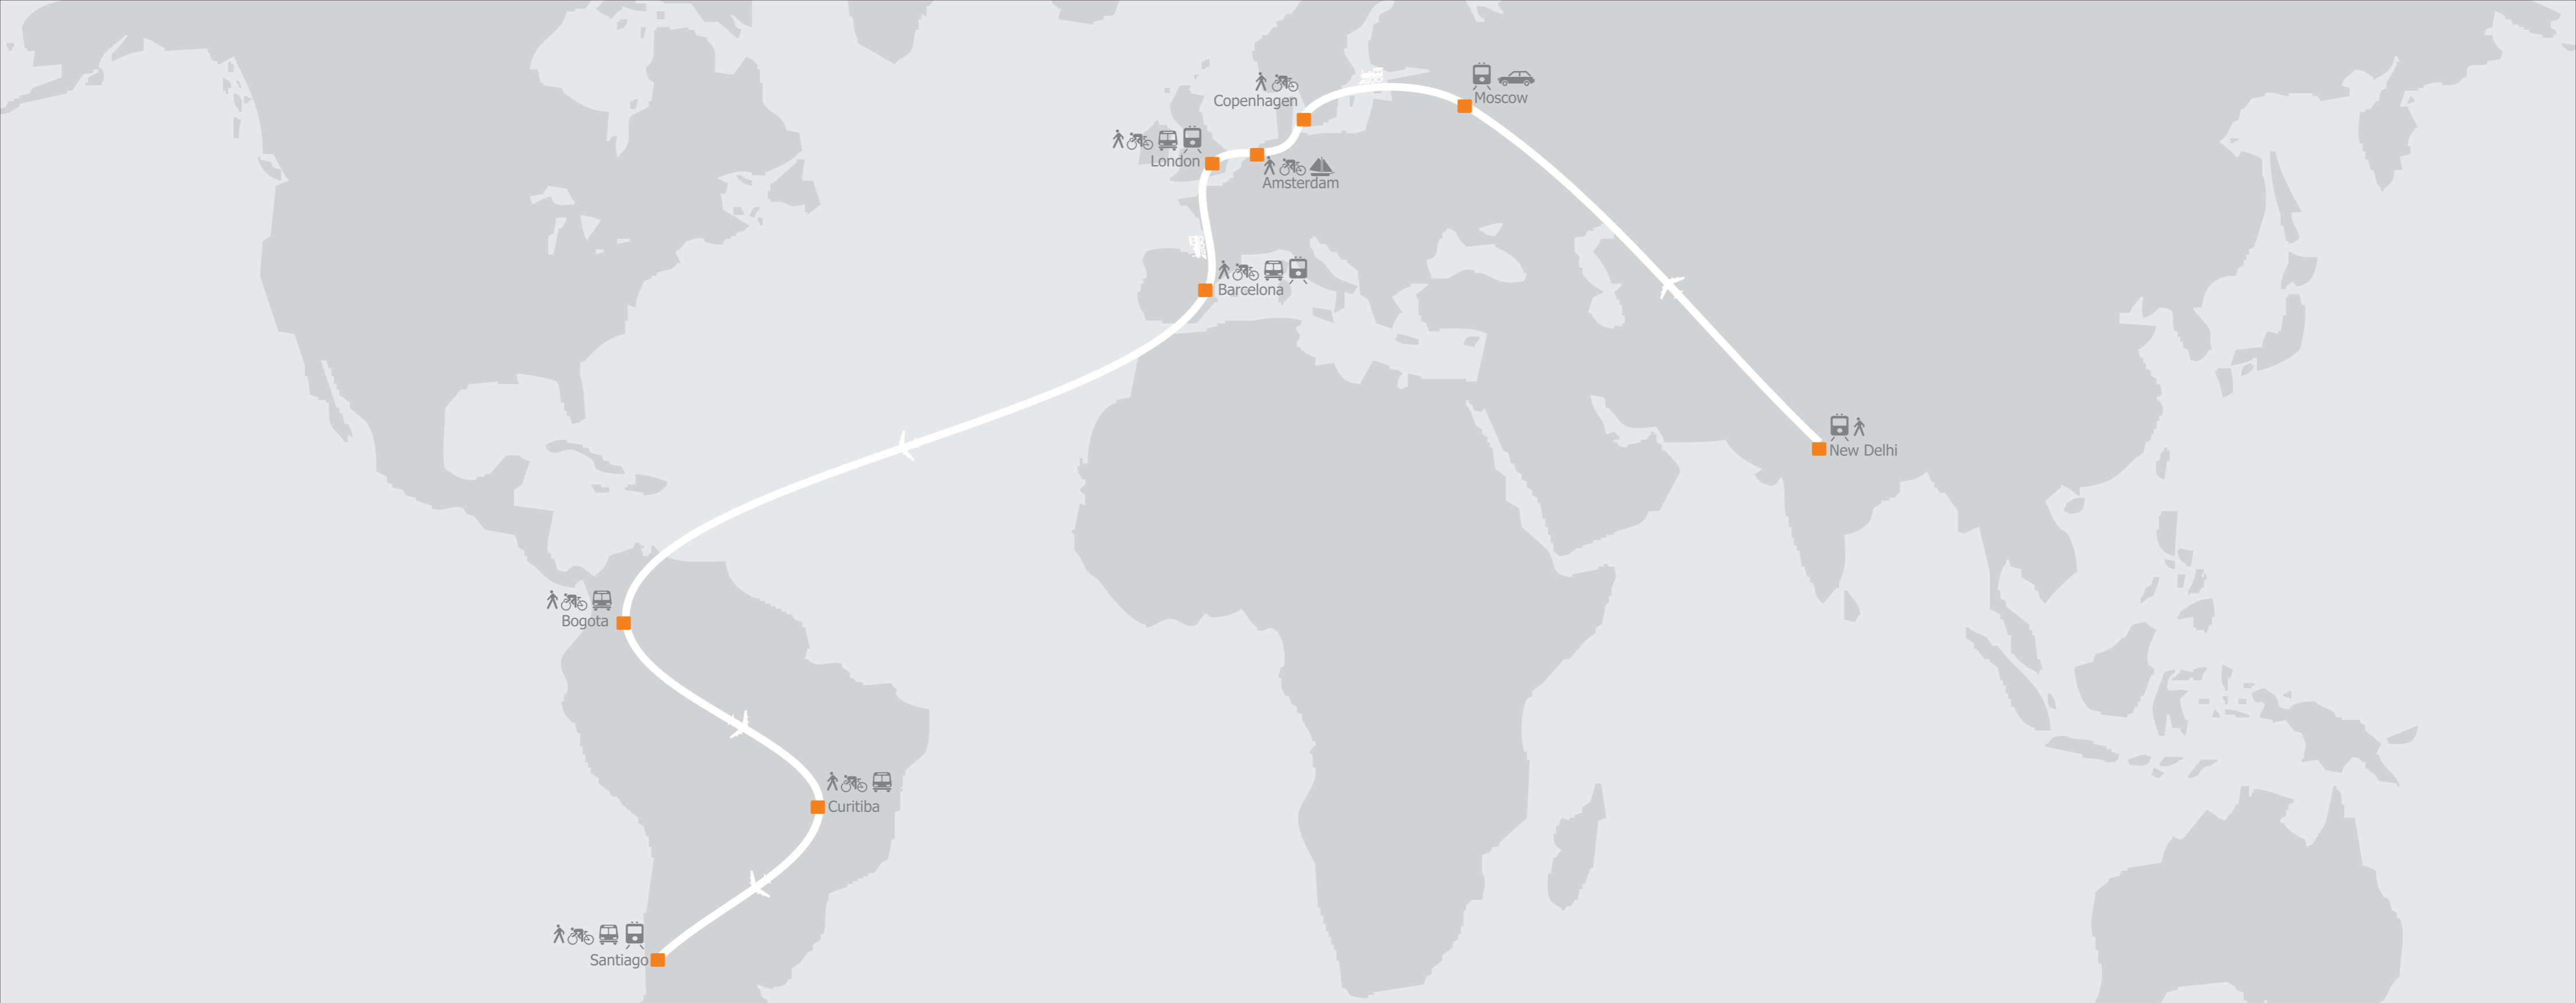 Copenhagen
Moscow
London
Amsterdam
Barcelona
New Delhi
Bogota
Curitiba
Santiago